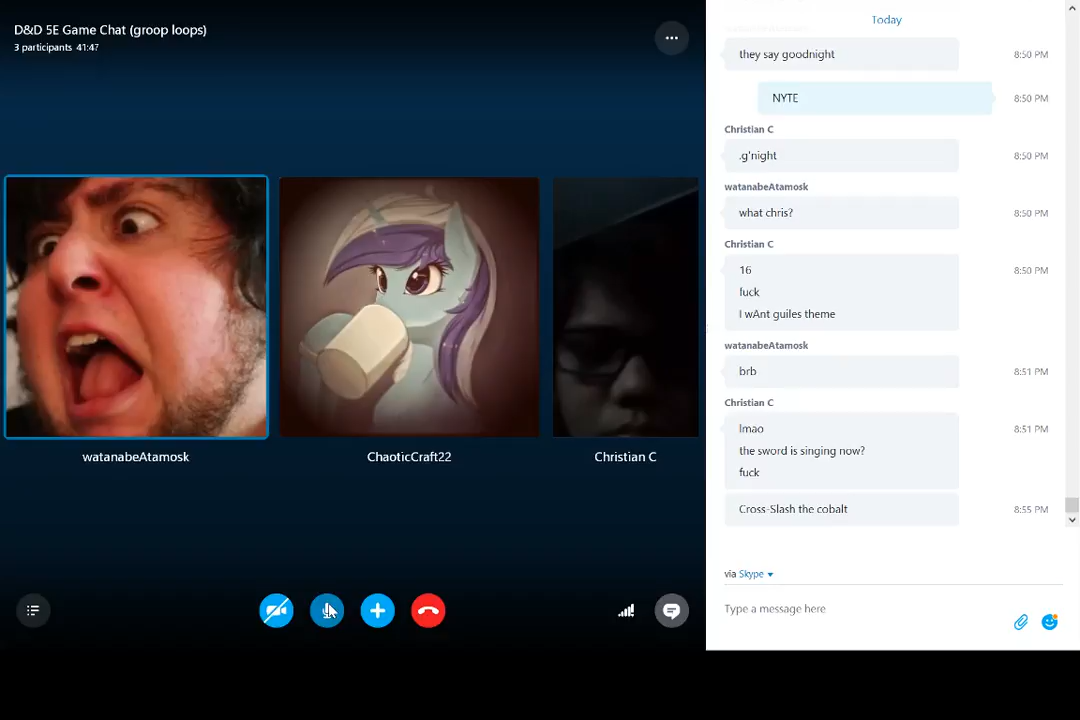 D&D 5E Game Chat (groop loops)
3 participants 41:47
watanabeAtamosk
ChaoticCraft22
Christian C
Today
they say goodnight
8:50 PM
NYTE
8:50 PM
Christian C
.g'night
8:50 PM
watanabeAtamosk
what chris?
8:50 PM
Christian C
16
8:50 PM
fuck
I wAnt guiles theme
watanabeAtamosk
brb
8:51 PM
Christian C
lmao
8:51 PM
the sword is singing now?
fuck
Cross-Slash the cobalt
8:55 PM
via Skype
Type a message here